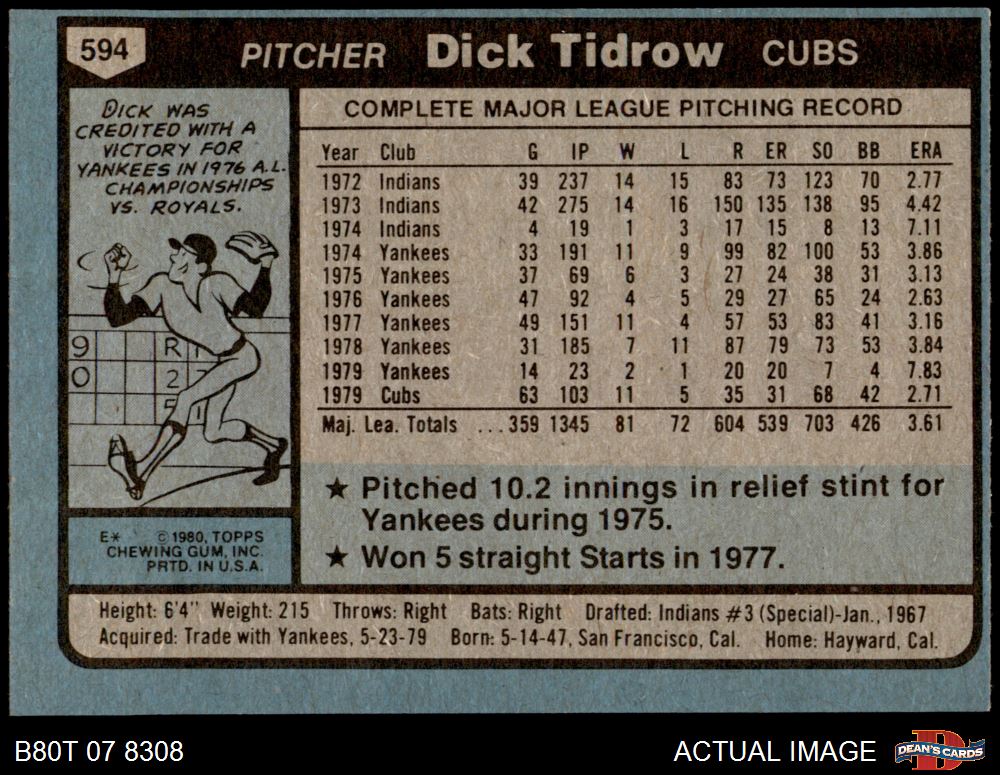 594
PITCHER Dick Tidrow CUBS
DICK WAS
CREDITED WITH A
VICTORY FOR
YANKEES IN 1976 A.L.
CHAMPIONSHIPS
VS. ROYALS.
9 R
0 2
5 1
E* © 1980, TOPPS
CHEWING GUM, INC.
PRTD. IN U.S.A.
COMPLETE MAJOR LEAGUE PITCHING RECORD
Year Club G IP W L R ER SO BB ERA
1972 Indians 39 237 14 15 83 73 123 70 2.77
1973 Indians 42 275 14 16 150 135 138 95 4.42
1974 Indians 4 19 1 3 17 15 8 13 7.11
1974 Yankees 33 191 11 9 99 82 100 53 3.86
1975 Yankees 37 69 6 3 27 24 38 31 3.13
1976 Yankees 47 92 4 5 29 27 65 24 2.63
1977 Yankees 49 151 11 4 57 53 83 41 3.16
1978 Yankees 31 185 7 11 87 79 73 53 3.84
1979 Yankees 14 23 2 1 20 20 7 4 7.83
1979 Cubs 63 103 11 5 35 31 68 42 2.71
Maj. Lea. Totals ...359 1345 81 72 604 539 703 426 3.61
★ Pitched 10.2 innings in relief stint for
Yankees during 1975.
★ Won 5 straight Starts in 1977.
Height: 6'4" Weight: 215 Throws: Right Bats: Right Drafted: Indians #3 (Special)-Jan., 1967
Acquired: Trade with Yankees, 5-23-79 Born: 5-14-47, San Francisco, Cal. Home: Hayward, Cal.
B80T 07 8308 ACTUAL IMAGE DEAN'S CARDS